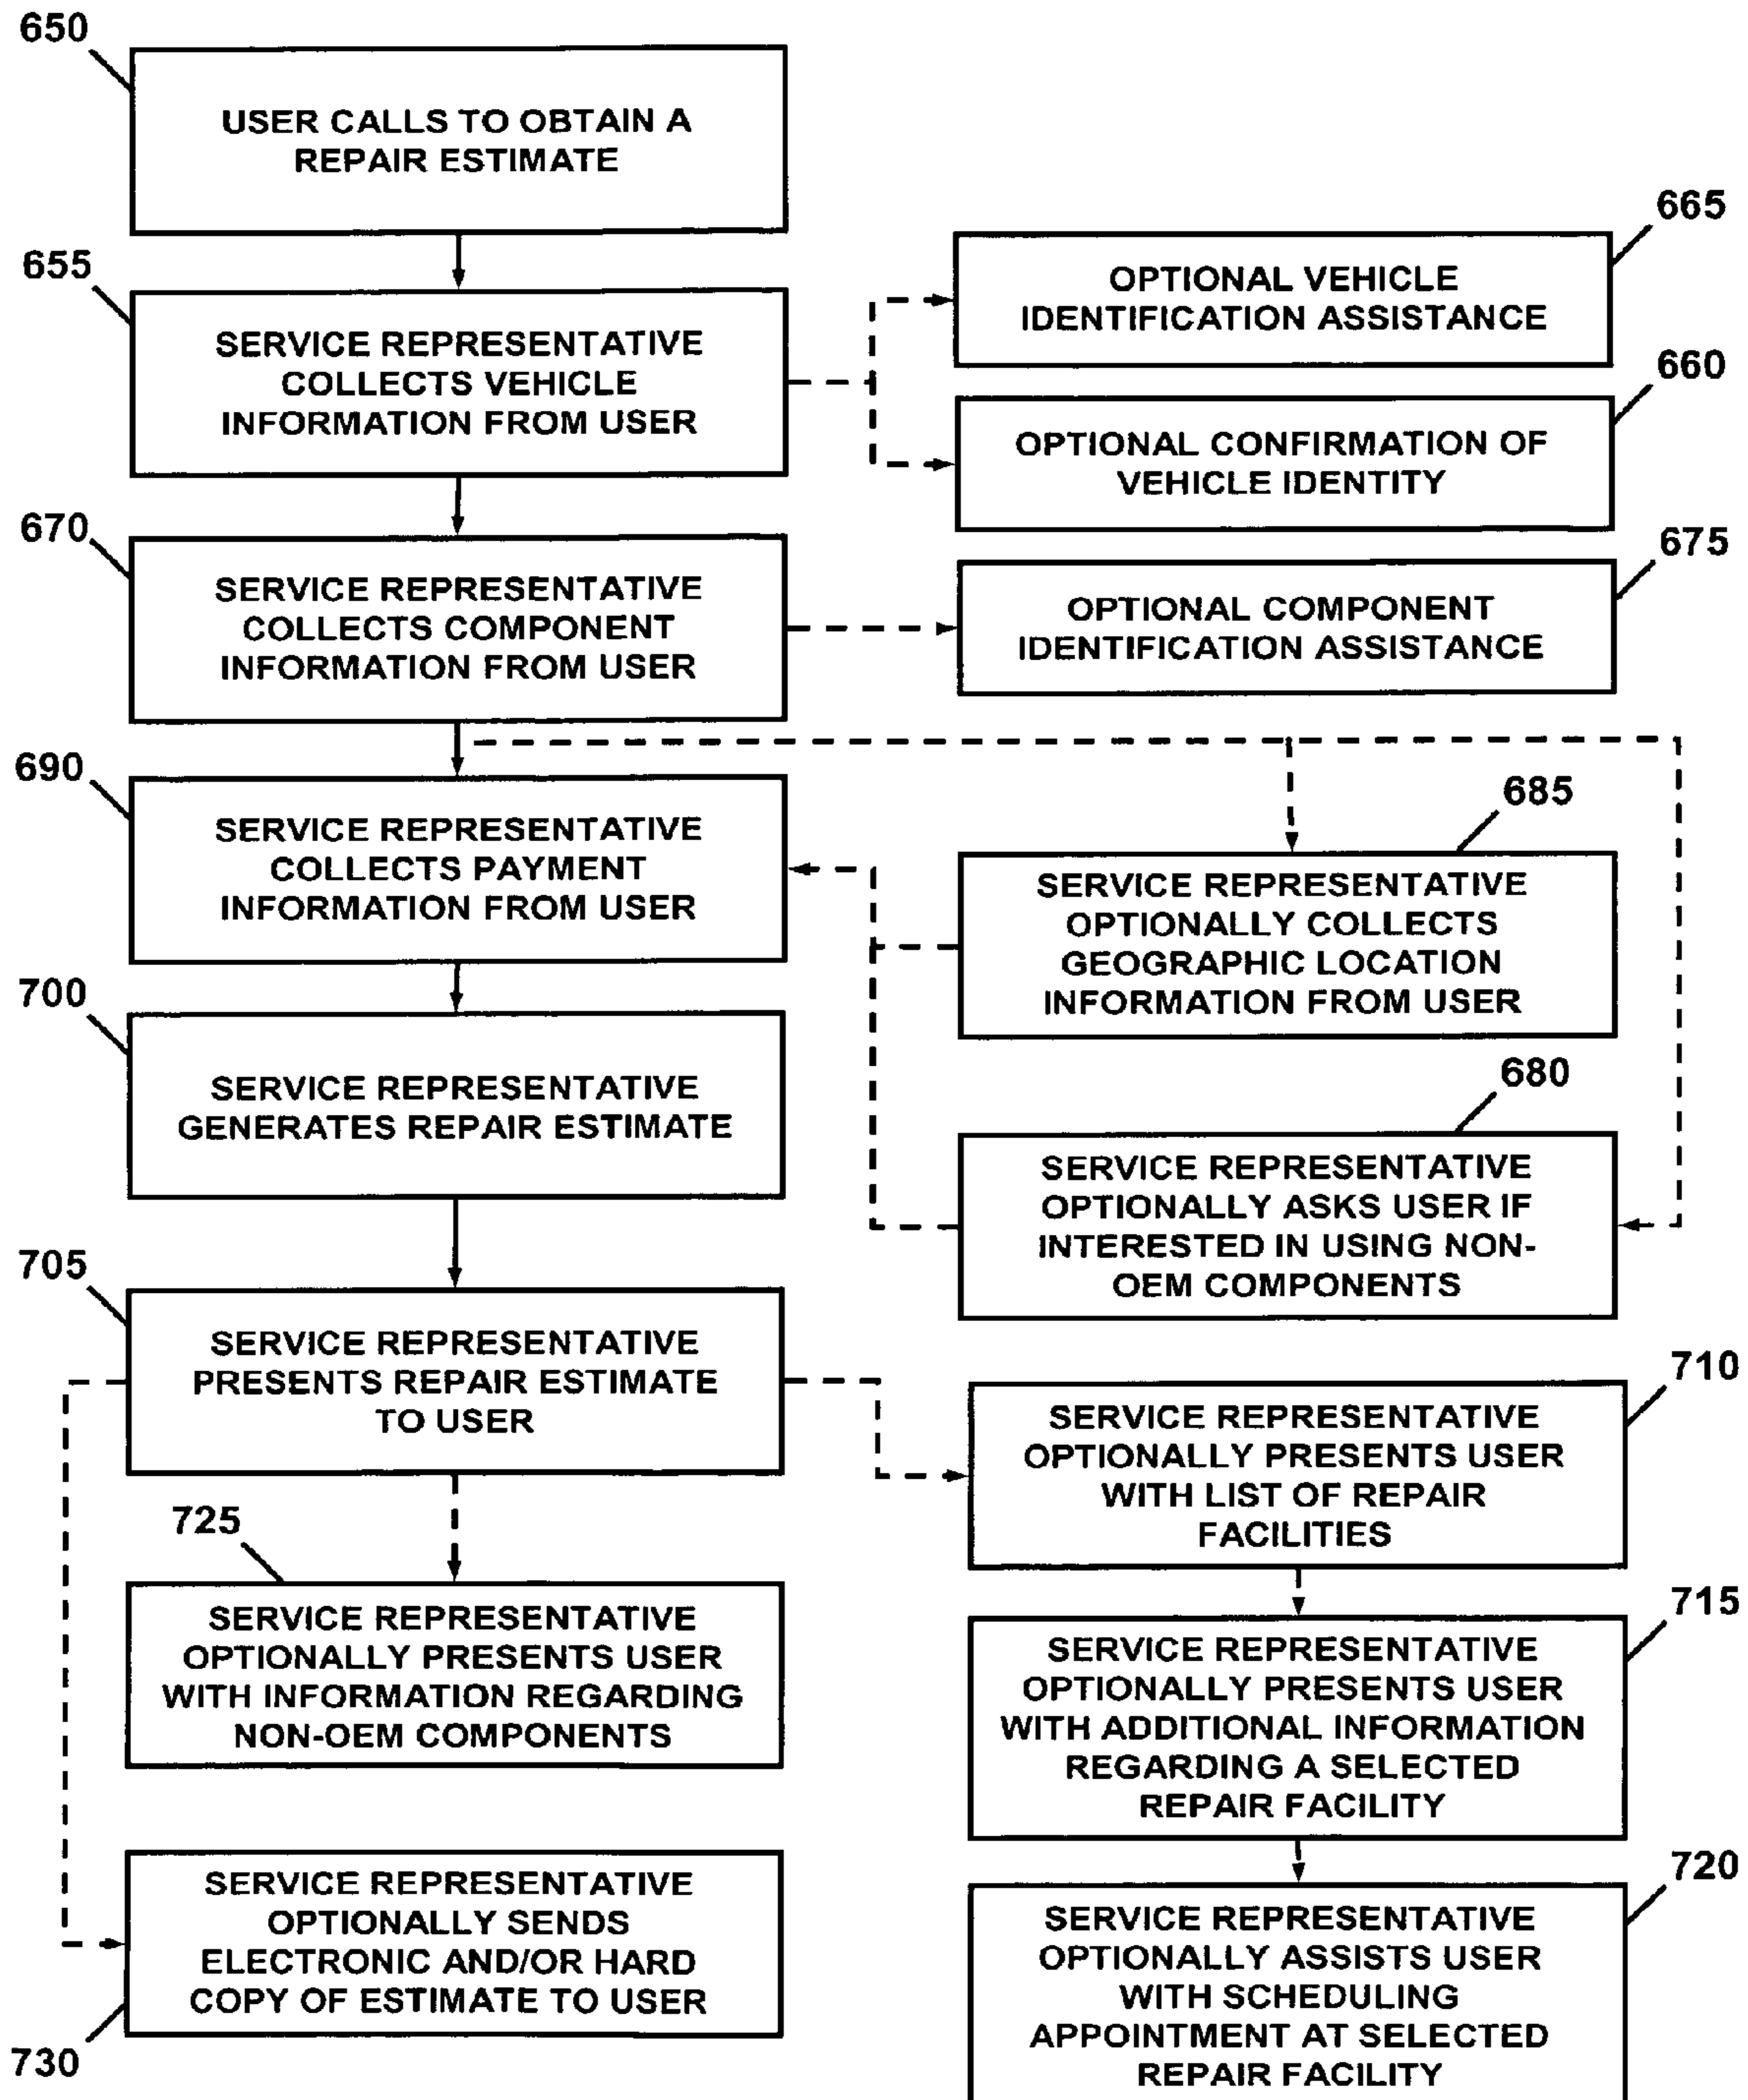 650
USER CALLS TO OBTAIN A
REPAIR ESTIMATE
655
SERVICE REPRESENTATIVE
COLLECTS VEHICLE
INFORMATION FROM USER
665
OPTIONAL VEHICLE
IDENTIFICATION ASSISTANCE
660
OPTIONAL CONFIRMATION OF
VEHICLE IDENTITY
670
SERVICE REPRESENTATIVE
COLLECTS COMPONENT
INFORMATION FROM USER
675
OPTIONAL COMPONENT
IDENTIFICATION ASSISTANCE
690
SERVICE REPRESENTATIVE
COLLECTS PAYMENT
INFORMATION FROM USER
685
SERVICE REPRESENTATIVE
OPTIONALLY COLLECTS
GEOGRAPHIC LOCATION
INFORMATION FROM USER
700
SERVICE REPRESENTATIVE
GENERATES REPAIR ESTIMATE
680
SERVICE REPRESENTATIVE
OPTIONALLY ASKS USER IF
INTERESTED IN USING NON-
OEM COMPONENTS
705
SERVICE REPRESENTATIVE
PRESENTS REPAIR ESTIMATE
TO USER
710
SERVICE REPRESENTATIVE
OPTIONALLY PRESENTS USER
WITH LIST OF REPAIR
FACILITIES
725
SERVICE REPRESENTATIVE
OPTIONALLY PRESENTS USER
WITH INFORMATION REGARDING
NON-OEM COMPONENTS
715
SERVICE REPRESENTATIVE
OPTIONALLY PRESENTS USER
WITH ADDITIONAL INFORMATION
REGARDING A SELECTED
REPAIR FACILITY
SERVICE REPRESENTATIVE
OPTIONALLY SENDS
ELECTRONIC AND/OR HARD
COPY OF ESTIMATE TO USER
730
720
SERVICE REPRESENTATIVE
OPTIONALLY ASSISTS USER
WITH SCHEDULING
APPOINTMENT AT SELECTED
REPAIR FACILITY